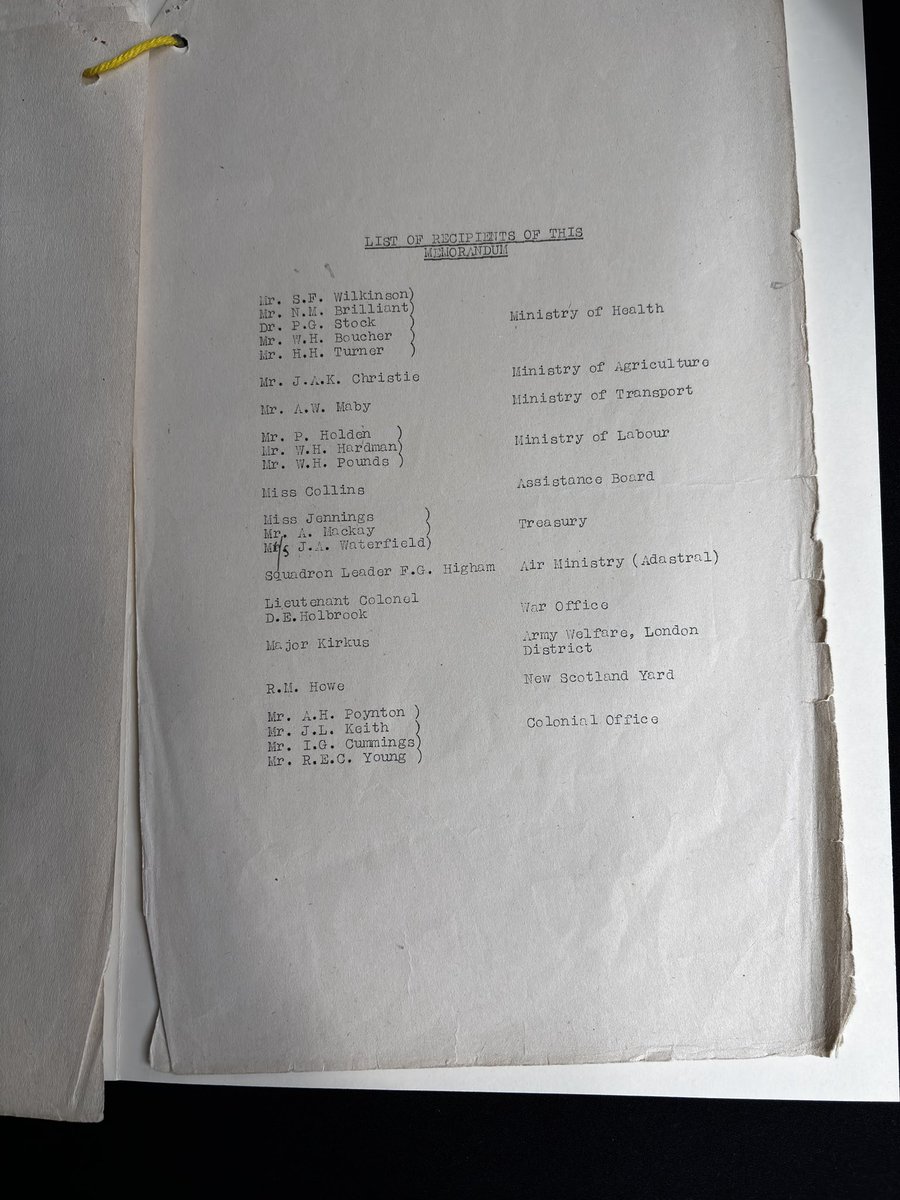 LIST OF RECIPIENTS OF THIS
MEMORANDUM
Mr. S.F. Wilkinson)
Mr. N.M. Brilliant)
Dr. P.G. Stock ) Ministry of Health
Mr. W.H. Boucher )
Mr. H.H. Turner )
Mr. J.A.K. Christie Ministry of Agriculture
Mr. A.W. Maby Ministry of Transport
Mr. P. Holden )
Mr. W.H. Hardman) Ministry of Labour
Mr. W.H. Pounds )
Miss Collins Assistance Board
Miss Jennings )
Mr. A. Mackay ) Treasury
Mrs J.A. Waterfield)
Squadron Leader F.G. Higham Air Ministry (Adastral)
Lieutenant Colonel
D.E.Holbrook War Office
Major Kirkus Army Welfare, London
District
R.M. Howe New Scotland Yard
Mr. A.H. Poynton )
Mr. J.L. Keith ) Colonial Office
Mr. I.G. Cummings)
Mr. R.E.C. Young )